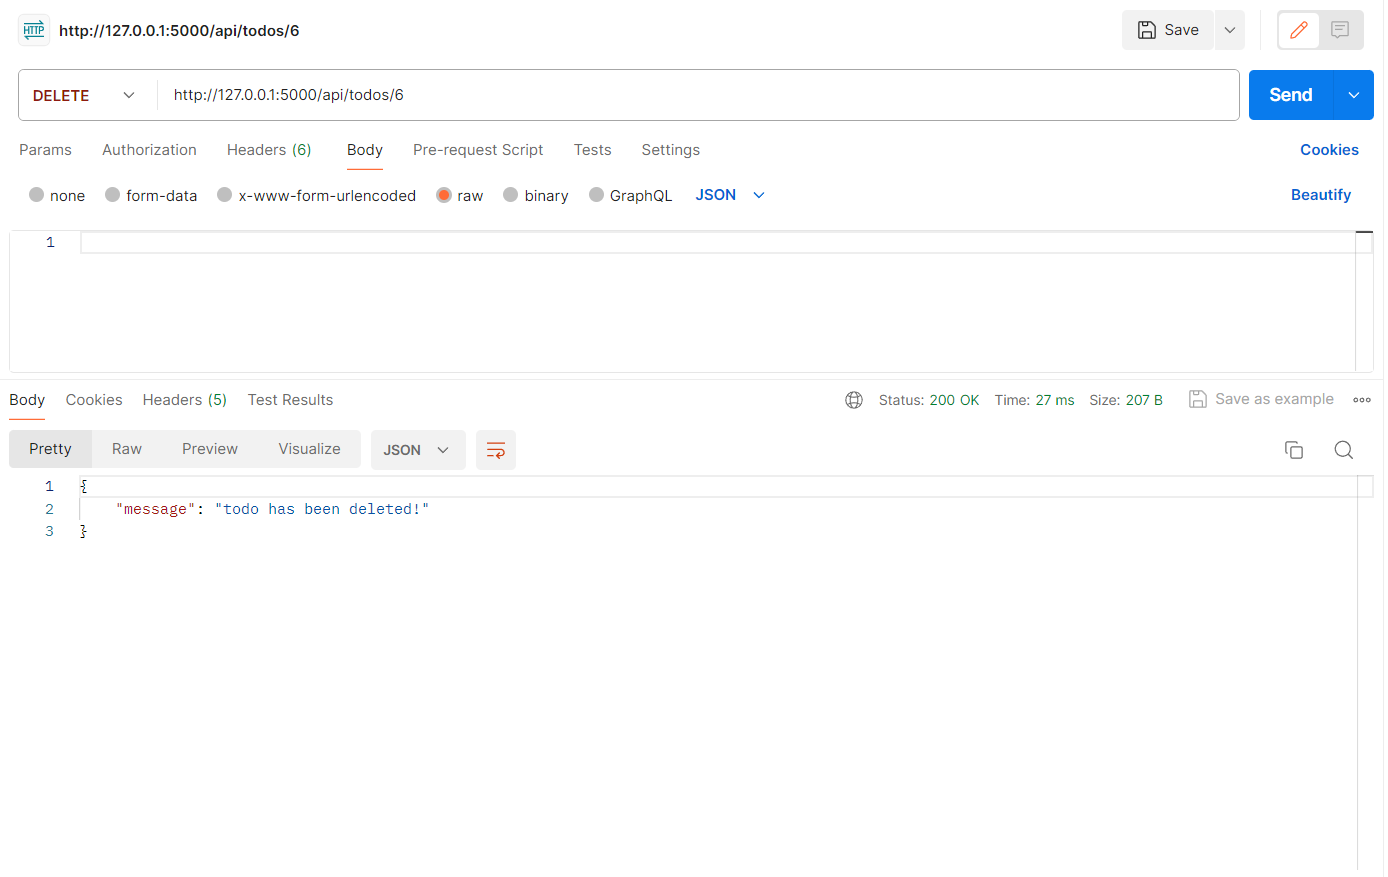 HTTP http://127.0.0.1:5000/api/todos/6 Save
DELETE http://127.0.0.1:5000/api/todos/6 Send
Params Authorization Headers (6) Body Pre-request Script Tests Settings Cookies
none form-data x-www-form-urlencoded raw binary GraphQL JSON Beautify
1
Body Cookies Headers (5) Test Results Status: 200 OK Time: 27 ms Size: 207 B Save as example
Pretty Raw Preview Visualize JSON
1 {
2 "message": "todo has been deleted!"
3 }